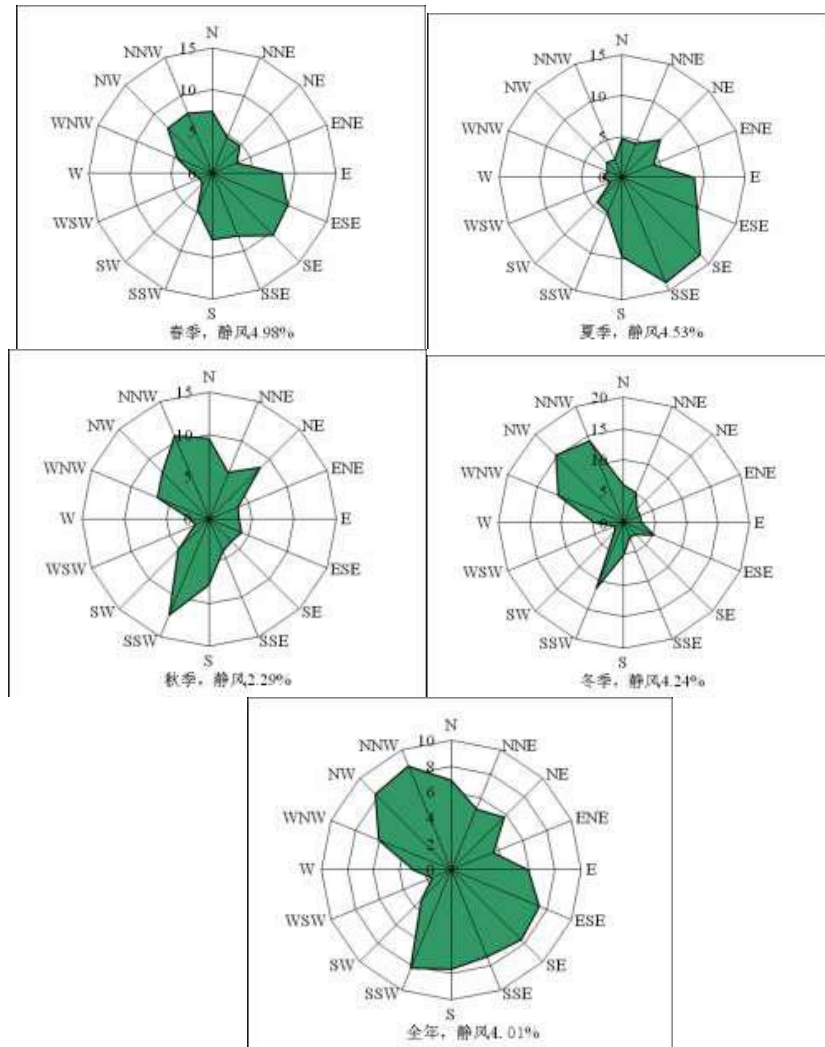 N
NNW NNE
NW NE
WNW ENE
W E
WSW ESE
SW SE
SSW SSE
S
15
10
5
0
春季，静风4.98%
N
NNW NNE
NW NE
WNW ENE
W E
WSW ESE
SW SE
SSW SSE
S
15
10
5
0
夏季，静风4.53%
N
NNW NNE
NW NE
WNW ENE
W E
WSW ESE
SW SE
SSW SSE
S
15
10
5
0
秋季，静风2.29%
N
NNW NNE
NW NE
WNW ENE
W E
WSW ESE
SW SE
SSW SSE
S
20
15
10
5
0
冬季，静风4.24%
N
NNW NNE
NW NE
WNW ENE
W E
WSW ESE
SW SE
SSW SSE
S
10
8
6
4
2
0
全年，静风4.01%